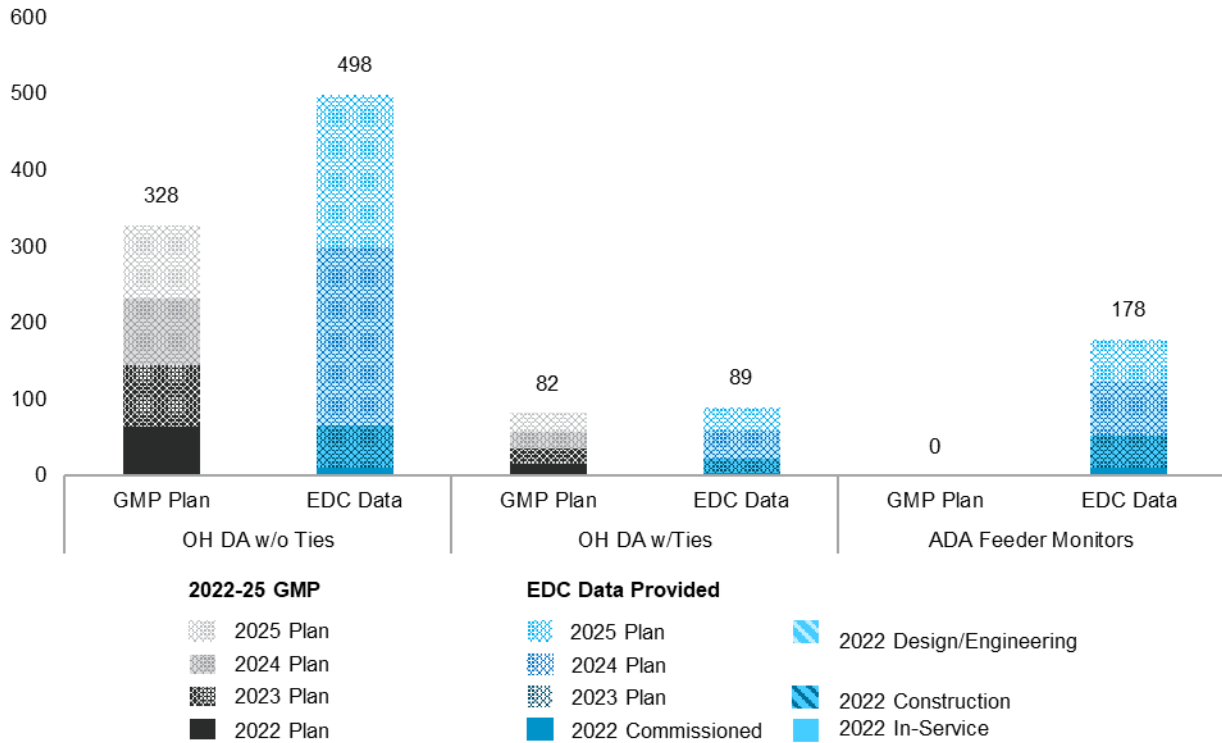 600
500
400
300
200
100
0
328
498
82
89
0
178
GMP Plan EDC Data GMP Plan EDC Data GMP Plan EDC Data
OH DA w/o Ties OH DA w/Ties ADA Feeder Monitors
2022-25 GMP
2025 Plan
2024 Plan
2023 Plan
2022 Plan
EDC Data Provided
2025 Plan
2024 Plan
2023 Plan
2022 Commissioned
2022 Design/Engineering
2022 Construction
2022 In-Service